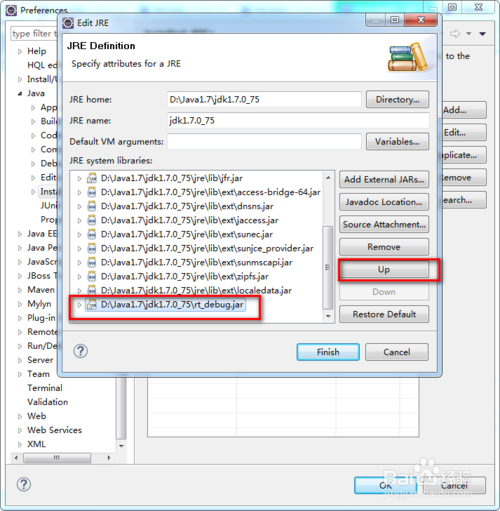 Preferences
Edit JRE
type filter t
JRE Definition
Specify attributes for a JRE
to the
Help
HQL edi
Install/U
Java
App
Buil
Cod
Con
Deb
Edit
Insta
JUn
Prop
Java EE
Java Pe
JavaScri
JBoss T
Maven
Mylyn
Plug-in
Run/De
Server
Team
Terminal
Validation
Web
Web Services
XML
JRE home:
D:\Java1.7\jdk1.7.0_75
Directory...
JRE name:
jdk1.7.0_75
Default VM arguments:
Variables...
JRE system libraries:
D:\Java1.7\jdk1.7.0_75\jre\lib\jfr.jar
D:\Java1.7\jdk1.7.0_75\jre\lib\ext\access-bridge-64.jar
D:\Java1.7\jdk1.7.0_75\jre\lib\ext\dnsns.jar
D:\Java1.7\jdk1.7.0_75\jre\lib\ext\jaccess.jar
D:\Java1.7\jdk1.7.0_75\jre\lib\ext\sunec.jar
D:\Java1.7\jdk1.7.0_75\jre\lib\ext\sunjce_provider.jar
D:\Java1.7\jdk1.7.0_75\jre\lib\ext\sunmscapi.jar
D:\Java1.7\jdk1.7.0_75\jre\lib\ext\zipfs.jar
D:\Java1.7\jdk1.7.0_75\jre\lib\ext\localedata.jar
D:\Java1.7\jdk1.7.0_75\rt_debug.jar
Add External JARs...
Javadoc Location...
Source Attachment...
Remove
Up
Down
Restore Default
Finish
Cancel
Add...
Edit...
uplicate...
Remove
earch...
OK
Cancel
Baidu 经验
jingyan.baidu.com